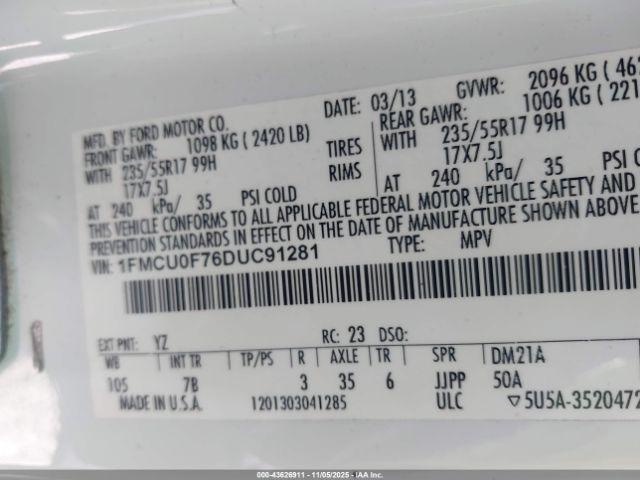 MFD. BY FORD MOTOR CO.
DATE: 03/13 GVWR: 2096 KG ( 462
FRONT GAWR: 1098 KG ( 2420 LB)
REAR GAWR: 1006 KG ( 221
WITH 235/55R17 99H TIRES WITH 235/55R17 99H
17X7.5J RIMS 17X7.5J
AT 240 kPa/ 35 PSI COLD AT 240 kPa/ 35 PSI CO
THIS VEHICLE CONFORMS TO ALL APPLICABLE FEDERAL MOTOR VEHICLE SAFETY AND
PREVENTION STANDARDS IN EFFECT ON THE DATE OF MANUFACTURE SHOWN ABOVE.
VIN: 1FMCU0F76DUC91281 TYPE: MPV
EXT PNT: YZ RC: 23 DSO:
WB INT TR TP/PS R AXLE TR SPR DM21A
105 7B 3 35 6 JJPP 50A
MADE IN U.S.A. 1201303041285 ULC ▽5U5A-3520472
000-43626911 - 11/05/2025 - IAAHOLDINGS, LLC. COPYRIGHT